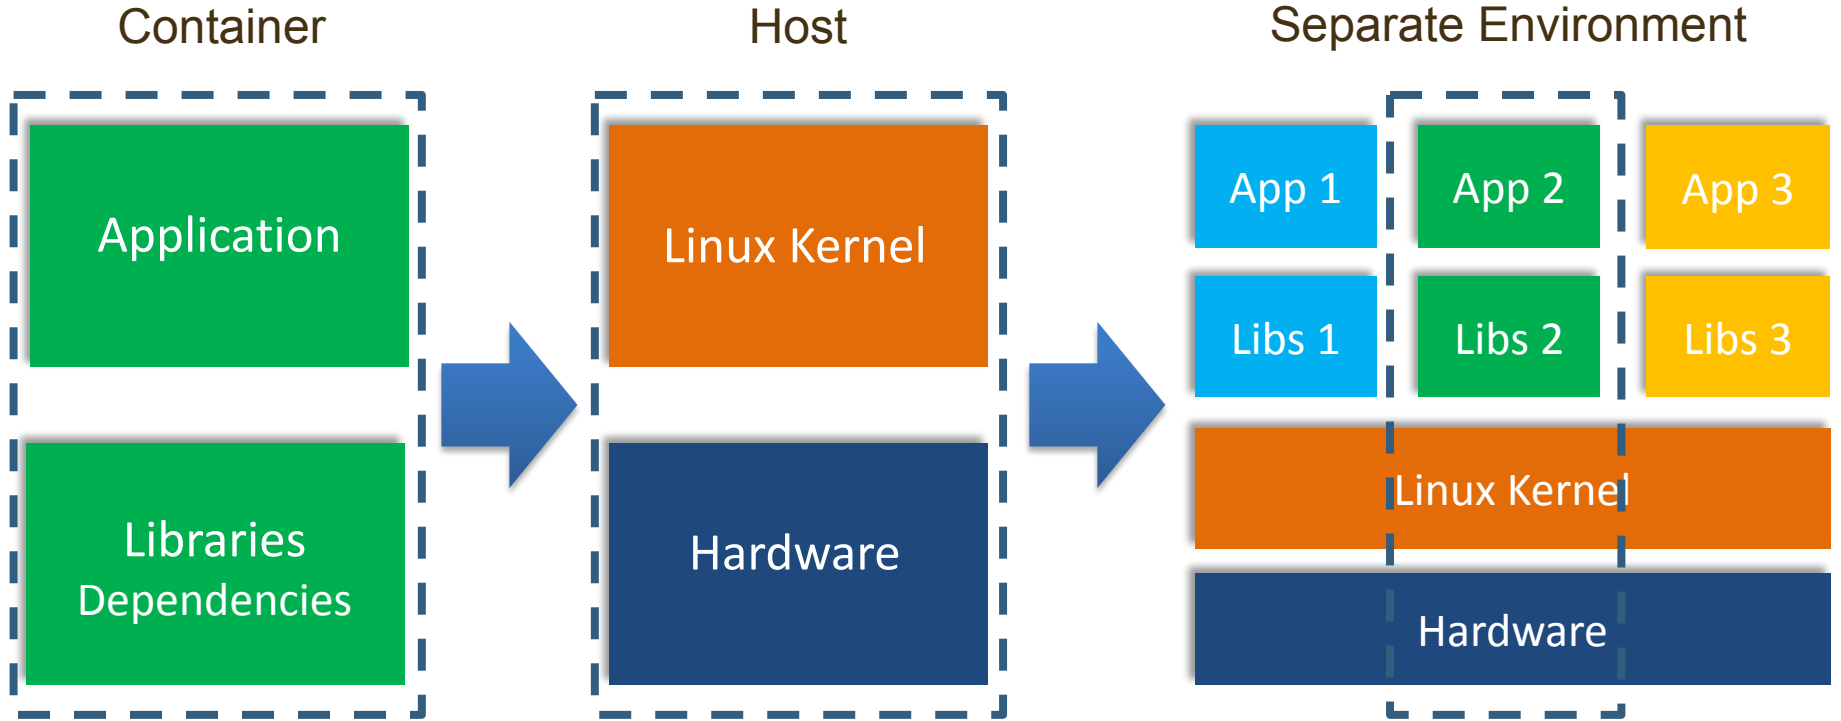 Container
Application
Libraries
Dependencies
Host
Linux Kernel
Hardware
Separate Environment
App 1
App 2
App 3
Libs 1
Libs 2
Libs 3
Linux Kernel
Hardware